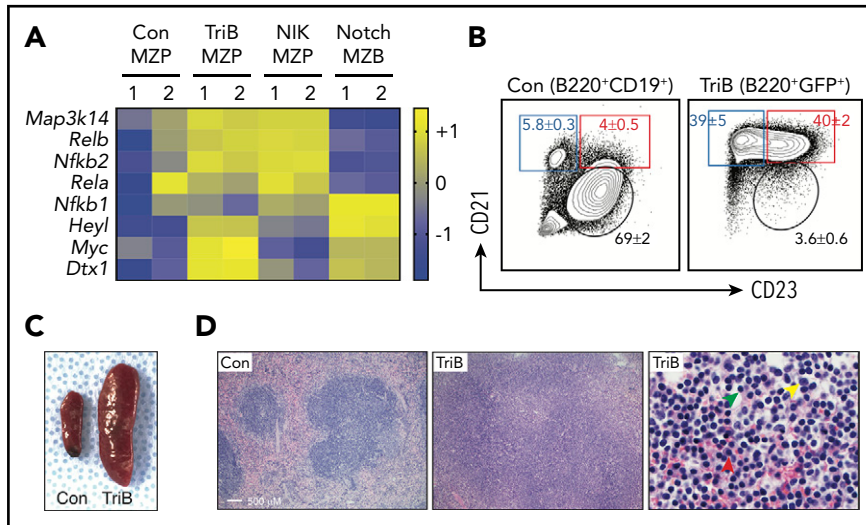 A
Con TriB NIK Notch
MZP MZP MZP MZB
1 2 1 2 1 2 1 2
Map3k14
Relb
Nfkb2
Rela
Nfkb1
Heyl
Myc
Dtx1
+1
0
-1
B
Con (B220+CD19+)
TriB (B220+GFP+)
5.8±0.3
4±0.5
69±2
39±5
40±2
3.6±0.6
CD21
CD23
C
Con TriB
D
Con
500 μM
TriB
TriB